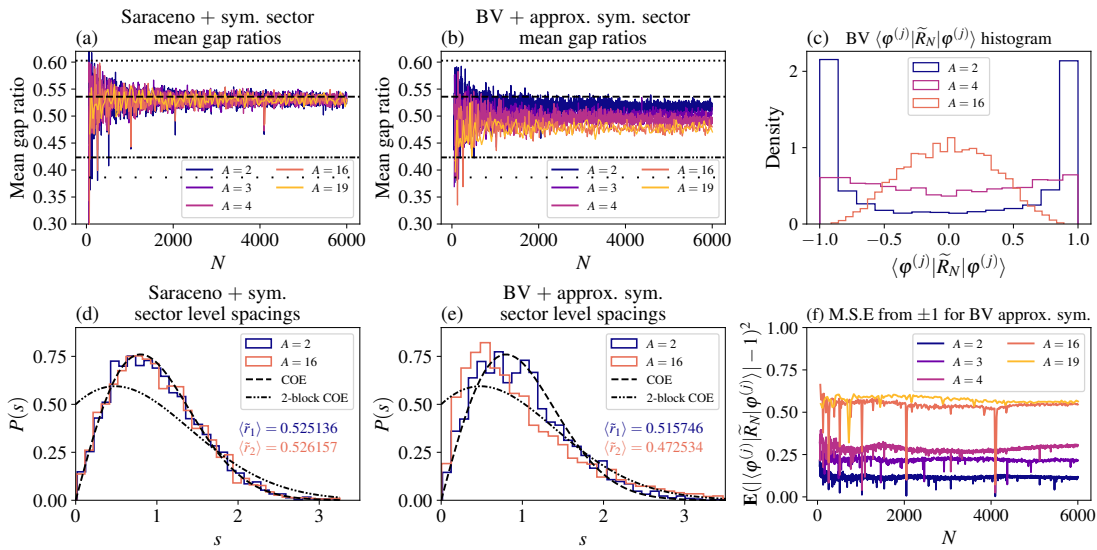 Saraceno + sym. sector
(a) mean gap ratios
Mean gap ratio
0.60
0.55
0.50
0.45
0.40
0.35
0.30
A = 2
A = 3
A = 4
A = 16
A = 19
0 2000 4000 6000
N
BV + approx. sym. sector
(b) mean gap ratios
Mean gap ratio
0.60
0.55
0.50
0.45
0.40
0.35
0.30
A = 2
A = 3
A = 4
A = 16
A = 19
0 2000 4000 6000
N
(c) BV ⟨φ^(j)|R̃_N|φ^(j)⟩ histogram
Density
2
1
0
A = 2
A = 4
A = 16
−1.0 −0.5 0.0 0.5 1.0
⟨φ^(j)|R̃_N|φ^(j)⟩
Saraceno + sym.
(d) sector level spacings
P(s)
0.75
0.50
0.25
0.00
A = 2
A = 16
COE
2-block COE
⟨r̃₁⟩ = 0.525136
⟨r̃₂⟩ = 0.526157
0 1 2 3
s
BV + approx. sym.
(e) sector level spacings
P(s)
0.75
0.50
0.25
0.00
A = 2
A = 16
COE
2-block COE
⟨r̃₁⟩ = 0.515746
⟨r̃₂⟩ = 0.472534
0 1 2 3
s
(f) M.S.E from ±1 for BV approx. sym.
E(|⟨φ^(j)|R̃_N|φ^(j)⟩| − 1)²
1.00
0.75
0.50
0.25
0.00
A = 2
A = 3
A = 4
A = 16
A = 19
0 2000 4000 6000
N